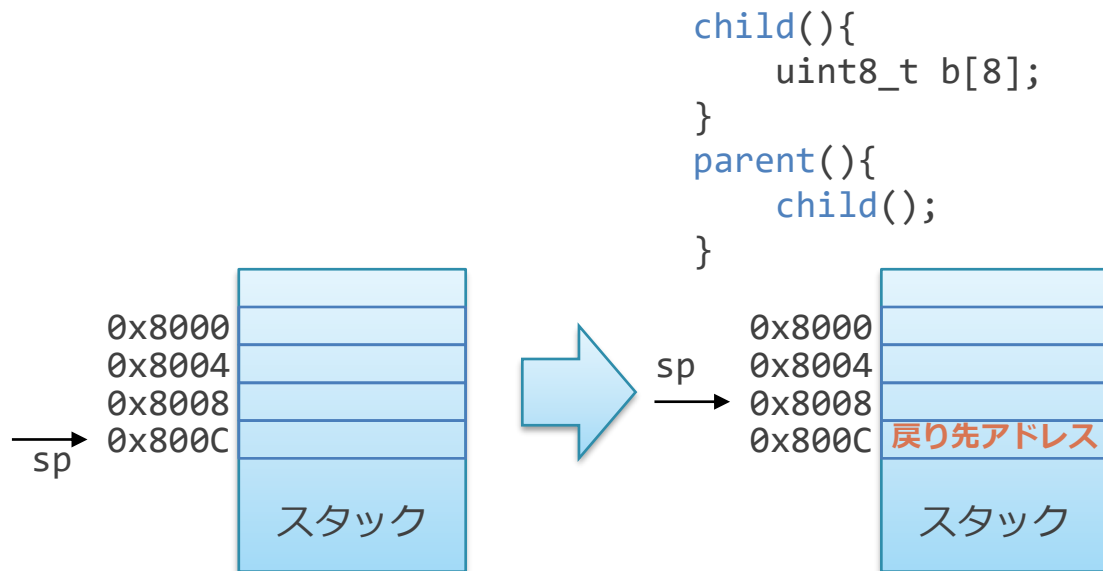 child(){
    uint8_t b[8];
}
parent(){
    child();
}
0x8000
0x8004
0x8008
0x800C
sp
スタック
sp
0x8000
0x8004
0x8008
0x800C
戻り先アドレス
スタック